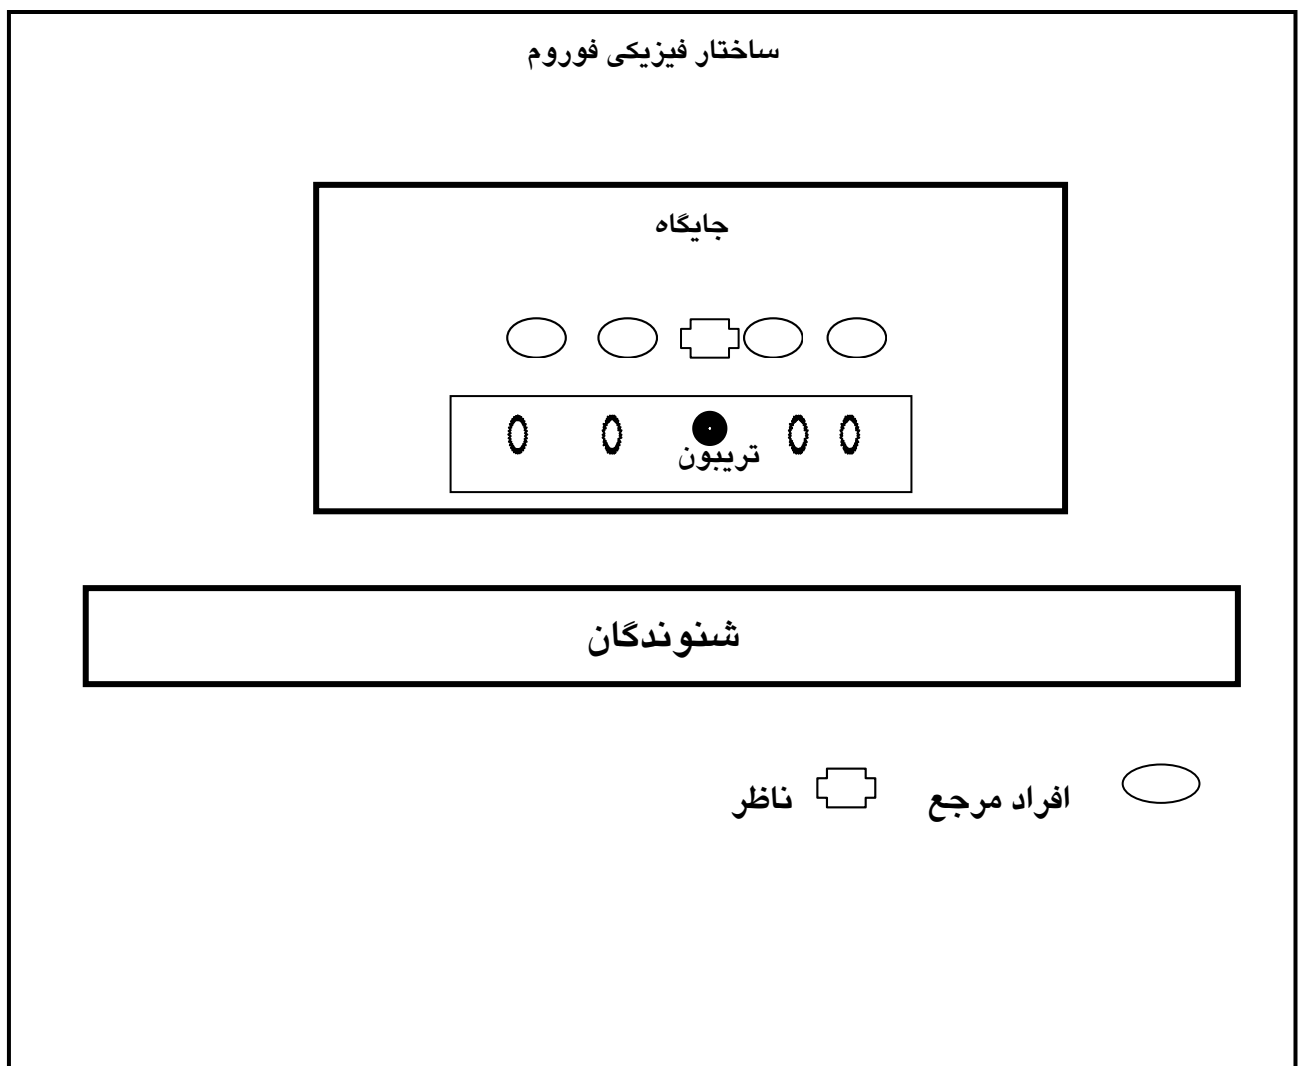 ساختار فیزیکی فوروم
جایگاه
تریبون
شنوندگان
افراد مرجع ناظر